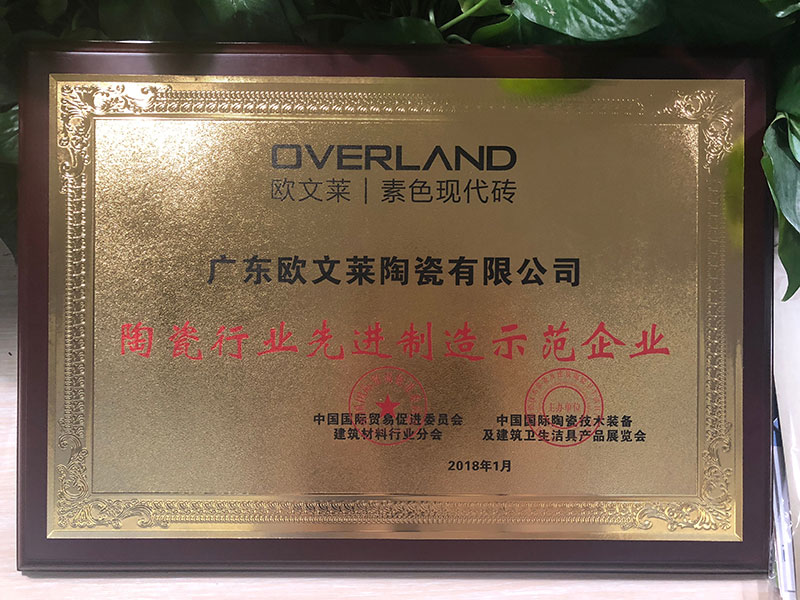 OVERLAND
欧文莱|素色现代砖
广东欧文莱陶瓷有限公司
陶瓷行业先进制造示范企业
中国国际贸易促进委员会
建筑材料行业分会
中国国际陶瓷技术装备
及建筑卫生洁具产品展览会
主办单位
2018年1月